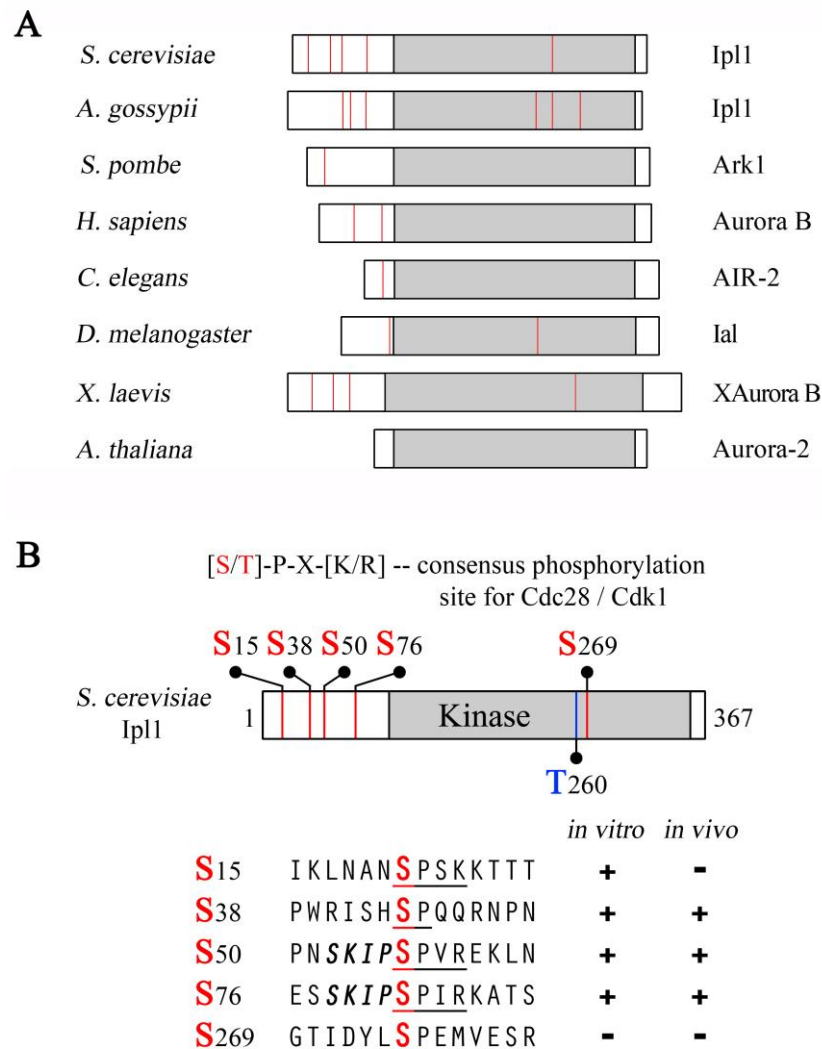 A
S. cerevisiae Ipl1
A. gossypii Ipl1
S. pombe Ark1
H. sapiens Aurora B
C. elegans AIR-2
D. melanogaster Ial
X. laevis XAurora B
A. thaliana Aurora-2
B
[S/T]-P-X-[K/R] -- consensus phosphorylation
site for Cdc28 / Cdk1
S15 S38 S50 S76 S269
S. cerevisiae
Ipl1
1 Kinase 367
T260
in vitro in vivo
S15 IKLNANSPSKKTTT + -
S38 PWRISHSPQQRNPN + +
S50 PNSKIPSPVREKLN + +
S76 ESSKIPSPIRKATS + +
S269 GTIDYLSPEMVESR - -